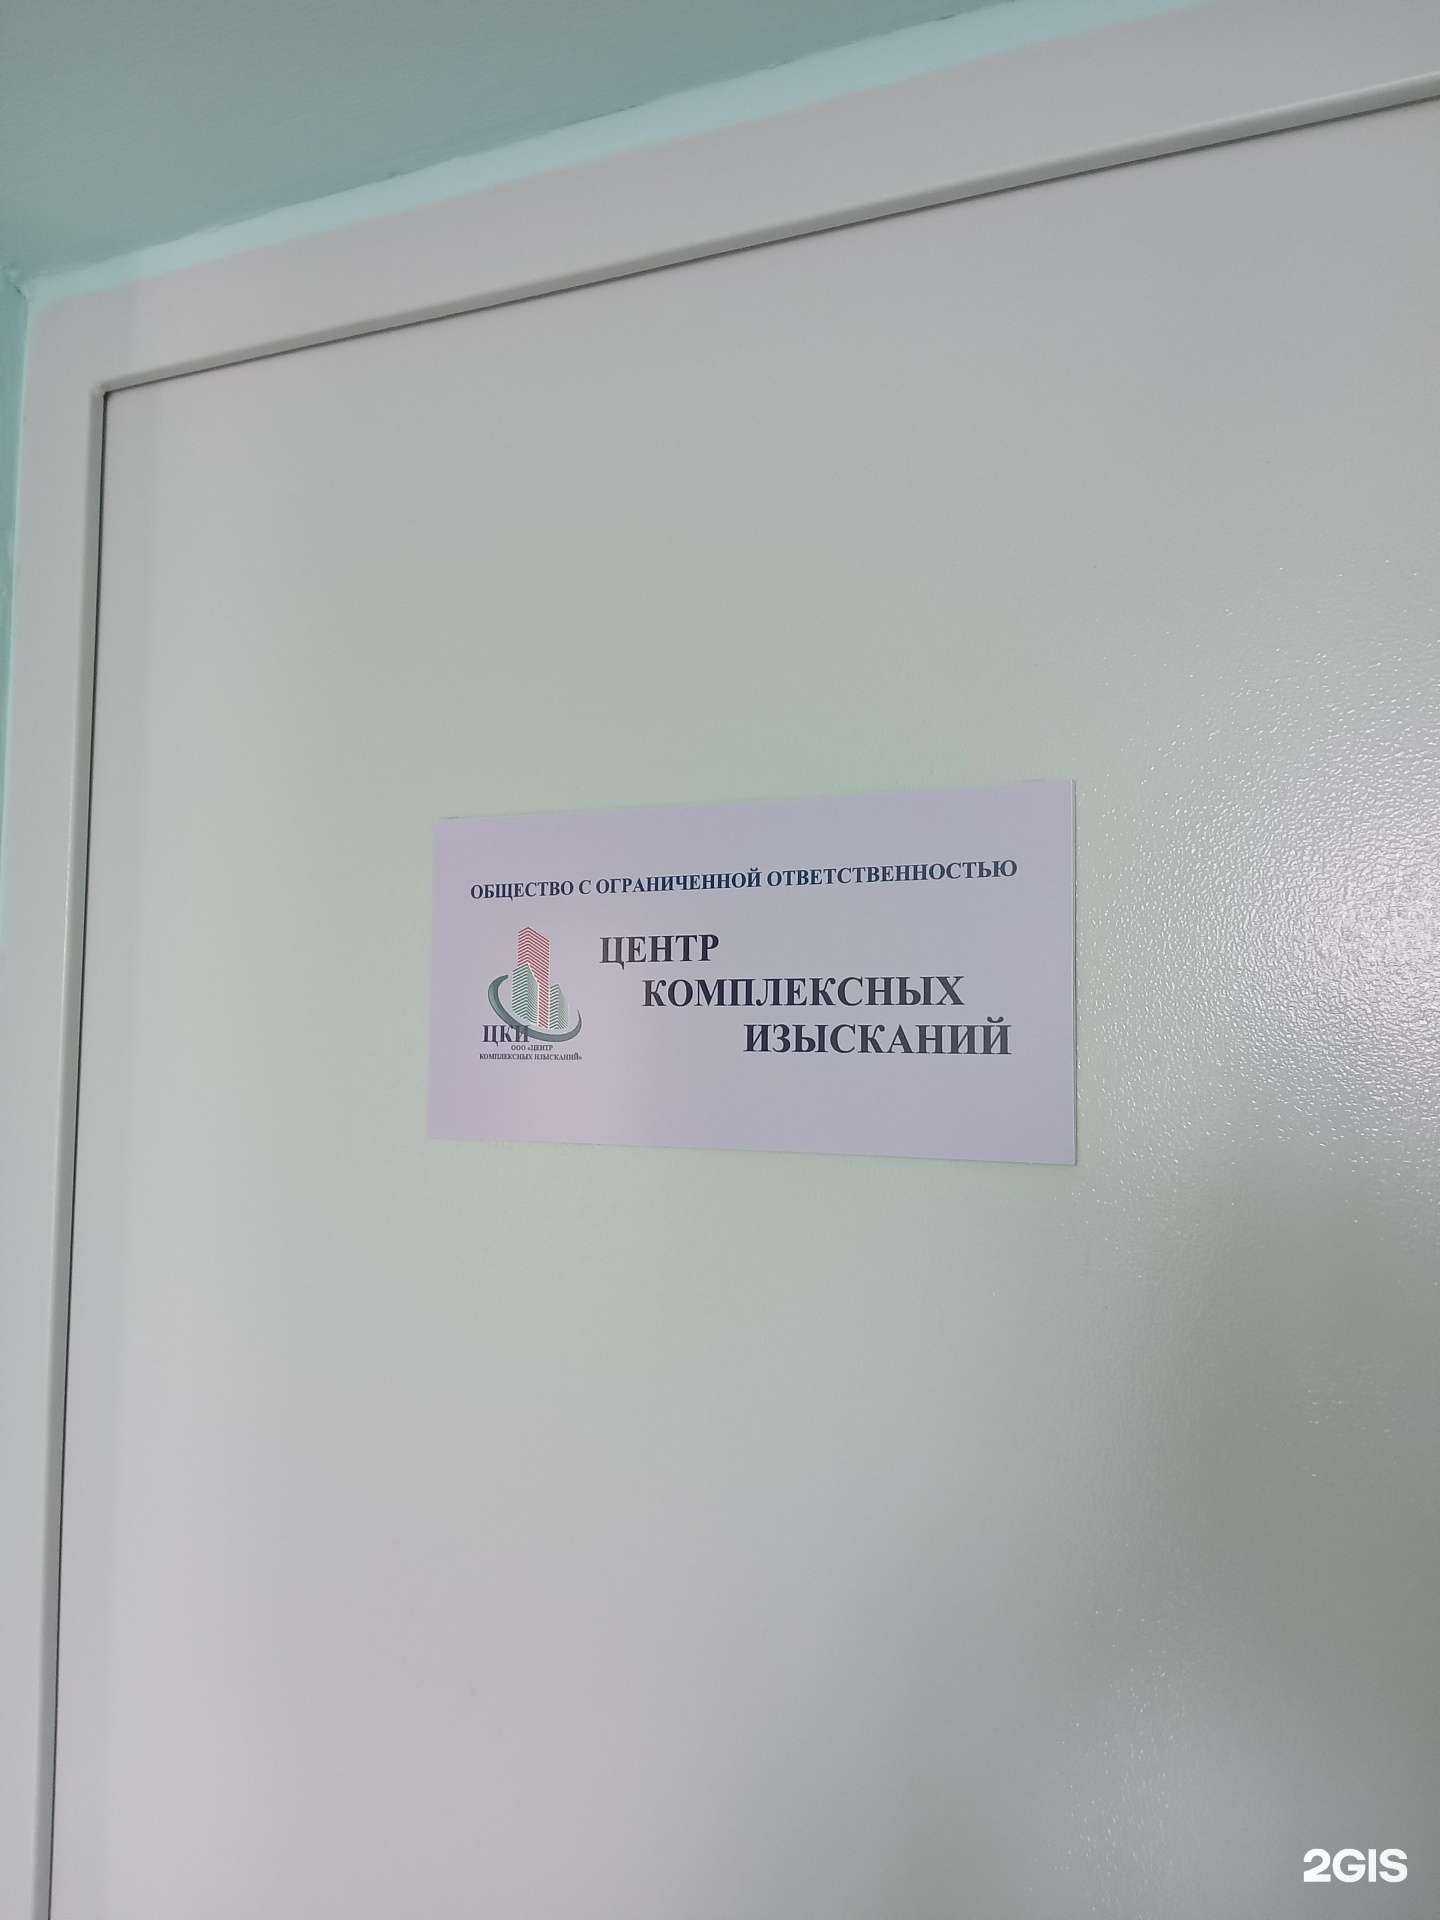 ОБЩЕСТВО С ОГРАНИЧЕННОЙ ОТВЕТСТВЕННОСТЬЮ
ЦЕНТР
КОМПЛЕКСНЫХ
ИЗЫСКАНИЙ
ЦКИ
ООО «ЦЕНТР
КОМПЛЕКСНЫХ ИЗЫСКАНИЙ»
2GIS